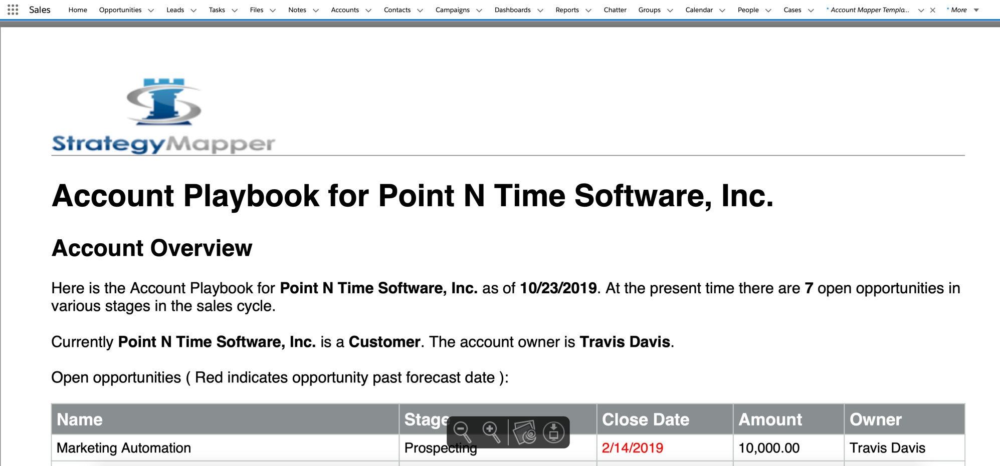 Sales Home Opportunities Leads Tasks Files Notes Accounts Contacts Campaigns Dashboards Reports Chatter Groups Calendar People Cases * Account Mapper Templa... * More
StrategyMapper
Account Playbook for Point N Time Software, Inc.
Account Overview
Here is the Account Playbook for Point N Time Software, Inc. as of 10/23/2019. At the present time there are 7 open opportunities in
various stages in the sales cycle.
Currently Point N Time Software, Inc. is a Customer. The account owner is Travis Davis.
Open opportunities ( Red indicates opportunity past forecast date ):
Name Stage Close Date Amount Owner
Marketing Automation Prospecting 2/14/2019 10,000.00 Travis Davis